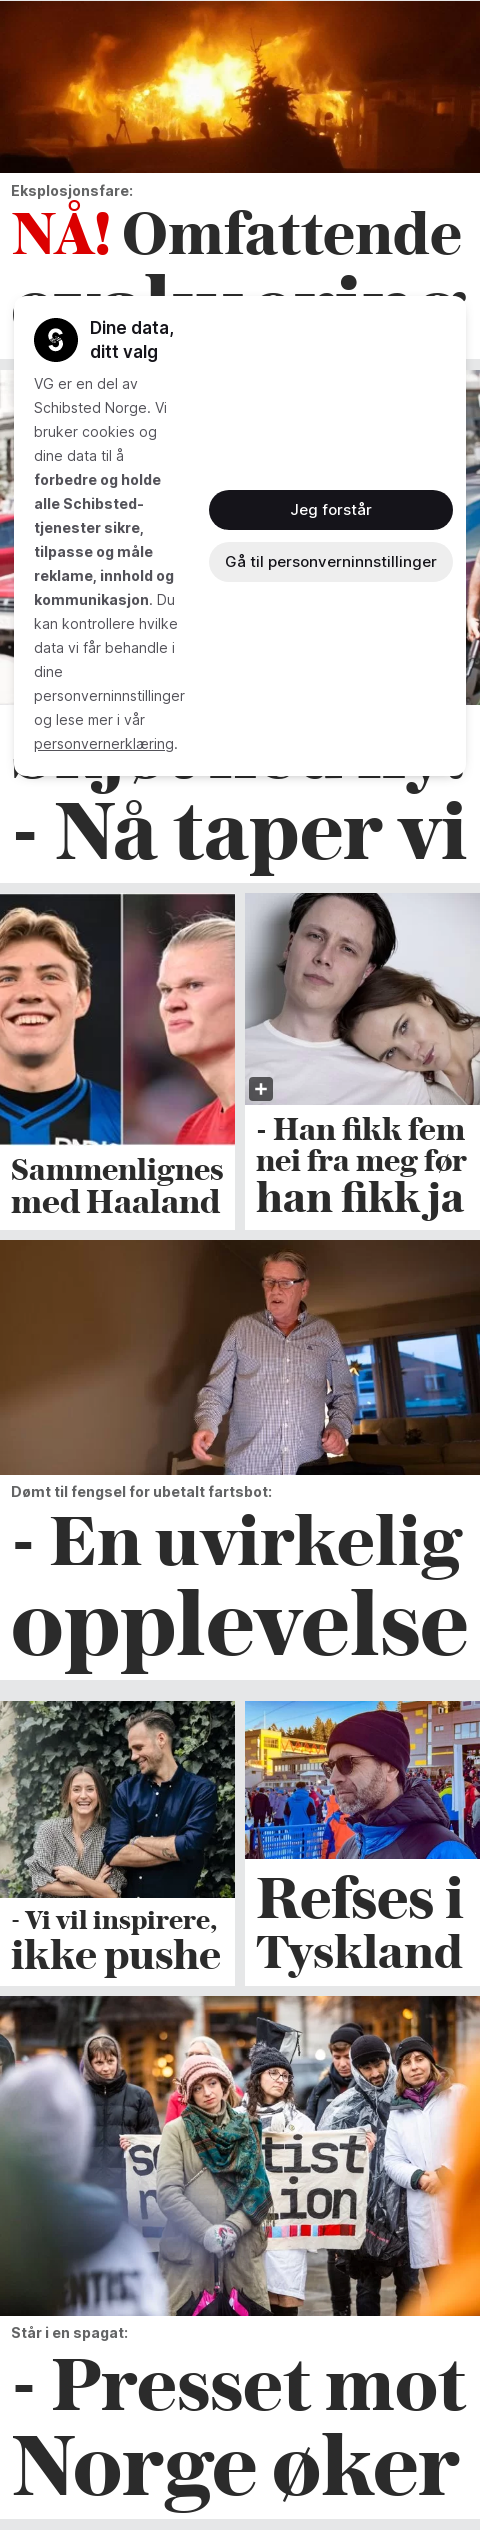 Eksplosjonsfare:
NÅ! Omfattende
evakuering
Dine data,
ditt valg
VG er en del av
Schibsted Norge. Vi
bruker cookies og
dine data til å
forbedre og holde
alle Schibsted-
tjenester sikre,
tilpasse og måle
reklame, innhold og
kommunikasjon. Du
kan kontrollere hvilke
data vi får behandle i
dine
personverninnstillinger
og lese mer i vår
personvernerklæring.
Jeg forstår
Gå til personverninnstillinger
- Nå taper vi
Sammenlignes
med Haaland
- Han fikk fem
nei fra meg før
han fikk ja
Dømt til fengsel for ubetalt fartsbot:
- En uvirkelig
opplevelse
- Vi vil inspirere,
ikke pushe
Refses i
Tyskland
Står i en spagat:
- Presset mot
Norge øker